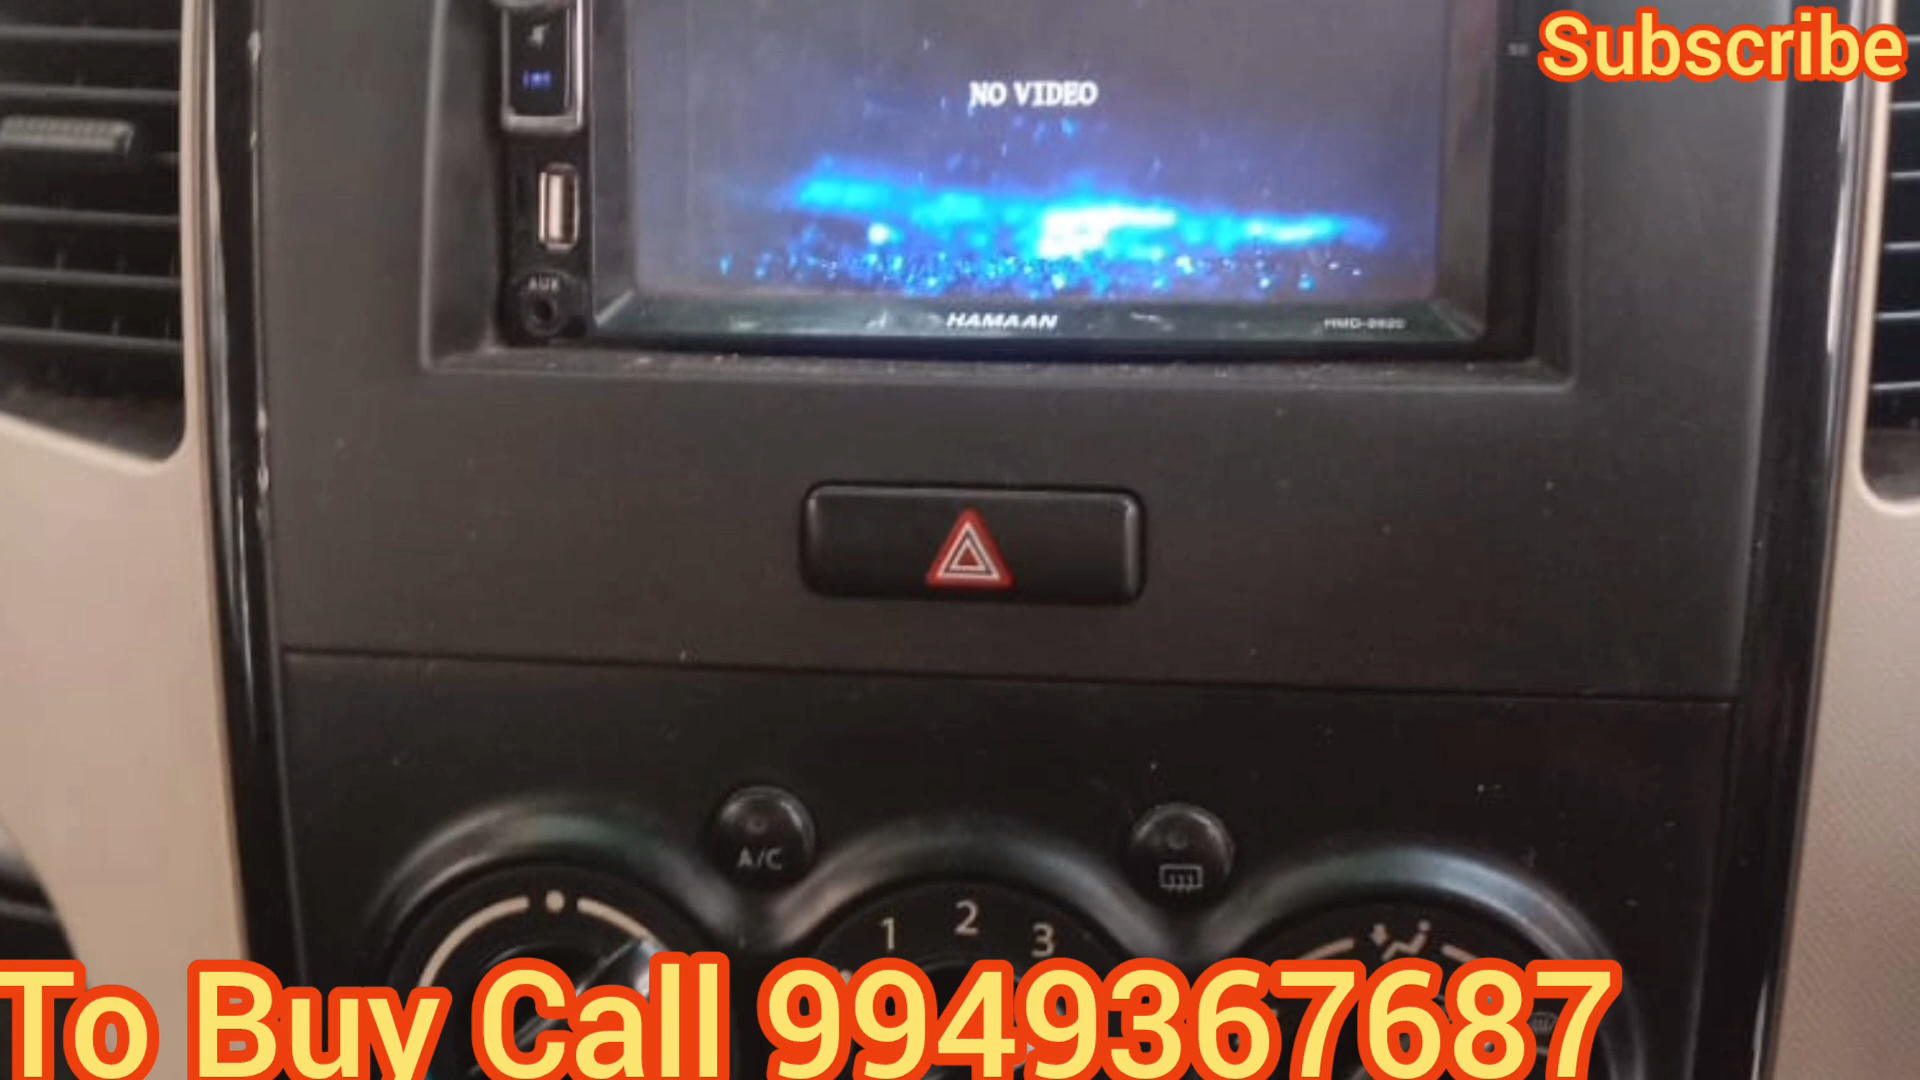 Subscribe
NO VIDEO
AUX
HAMAAN
A/C
1 2 3
To Buy Call 9949367687